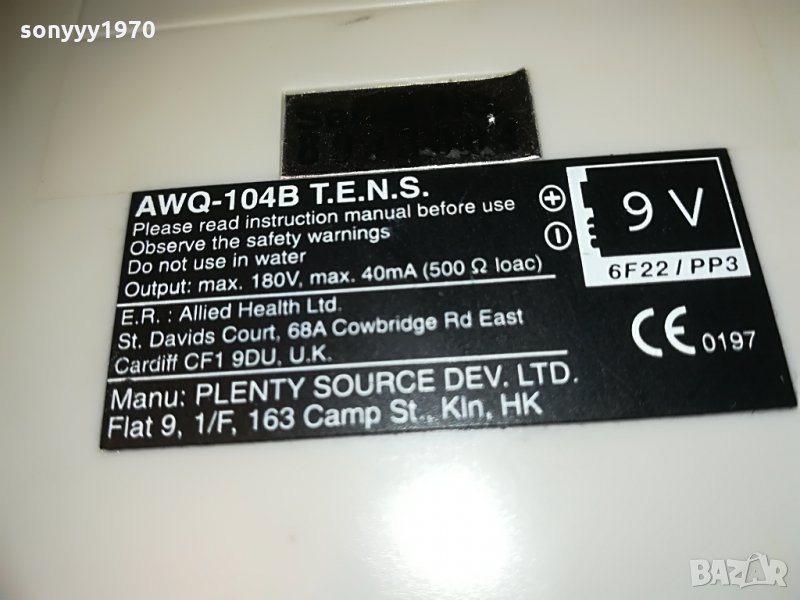 sonyyy1970
AWQ-104B T.E.N.S.
Please read instruction manual before use
Observe the safety warnings
Do not use in water
Output: max. 180V, max. 40mA (500 Ω loac)
9 V
6F22 / PP3
E.R. : Allied Health Ltd.
St. Davids Court, 68A Cowbridge Rd East
Cardiff CF1 9DU, U.K.
CE 0197
Manu: PLENTY SOURCE DEV. LTD.
Flat 9, 1/F, 163 Camp St., Kln, HK
BAZAR